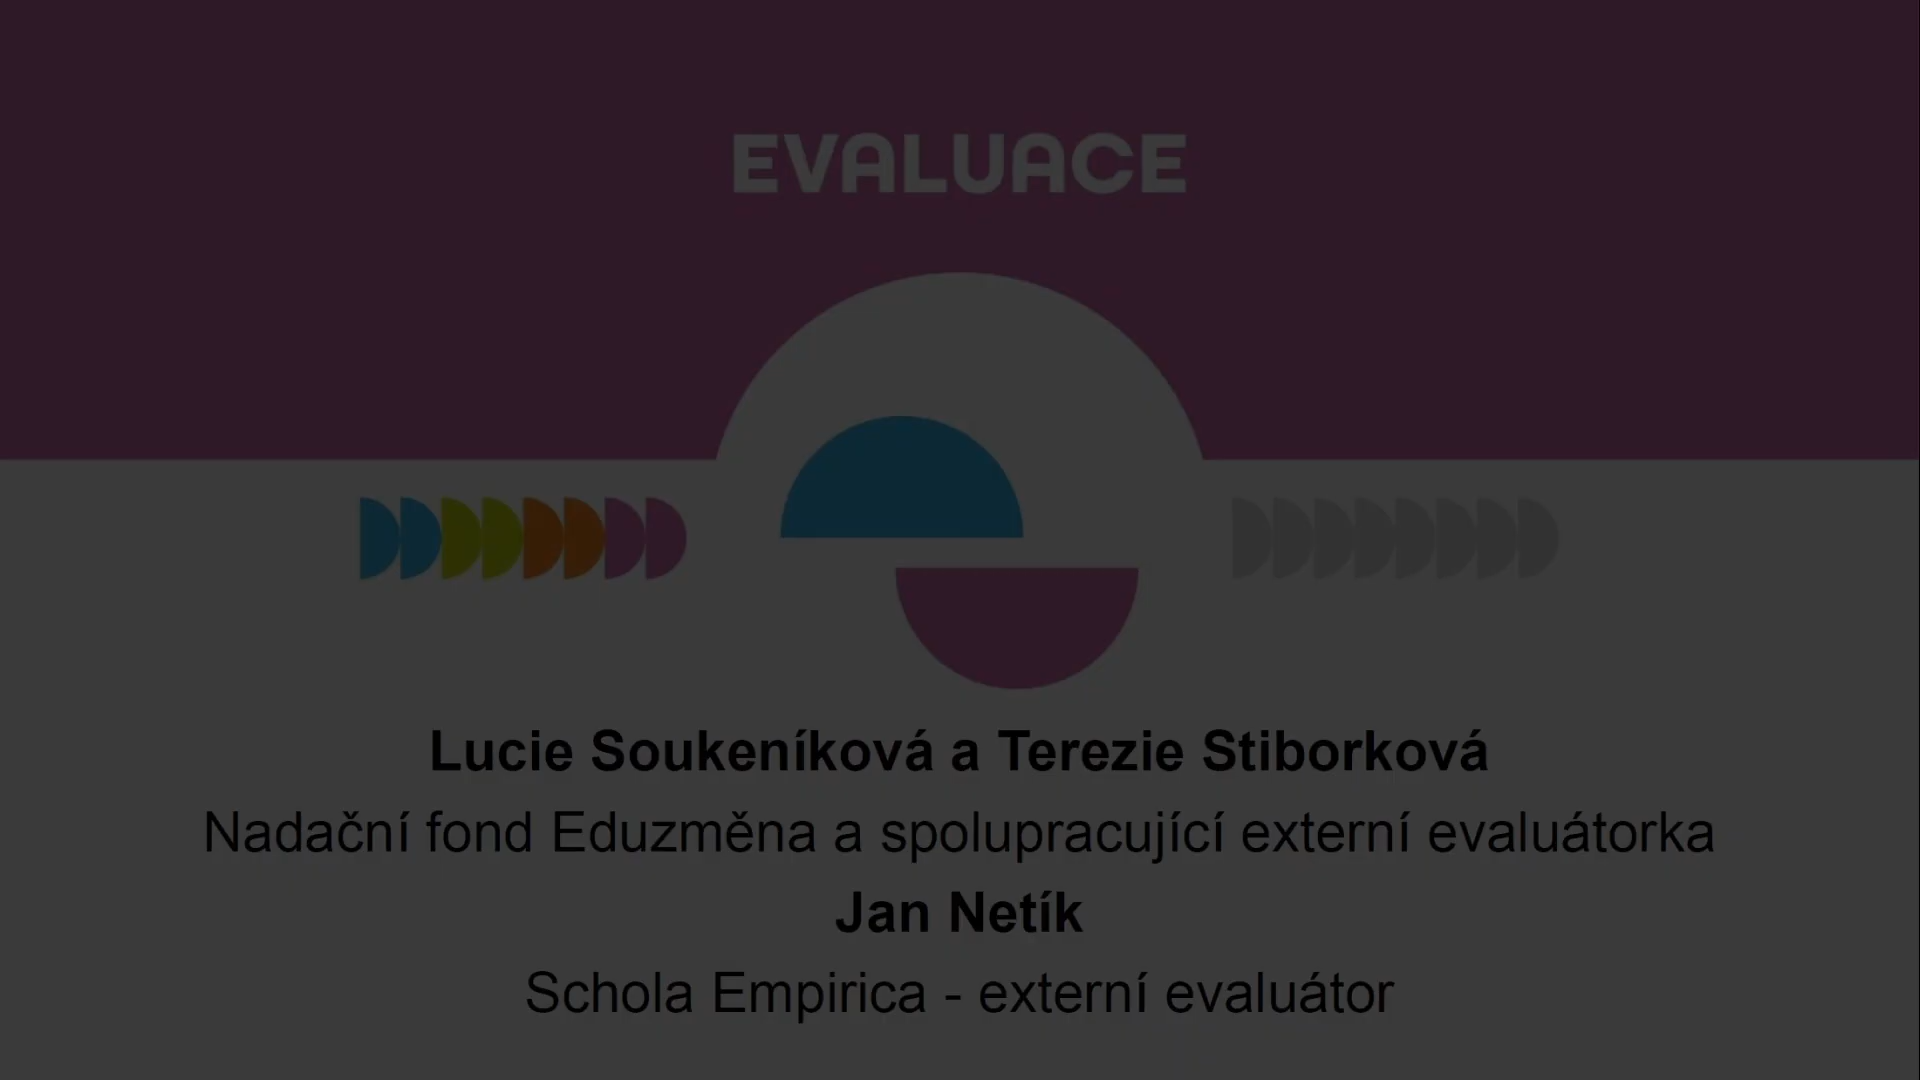 EVALUACE
Lucie Soukeníková a Terezie Stiborková
Nadační fond Eduzměna a spolupracující externí evaluátorka
Jan Netík
Schola Empirica - externí evaluátor